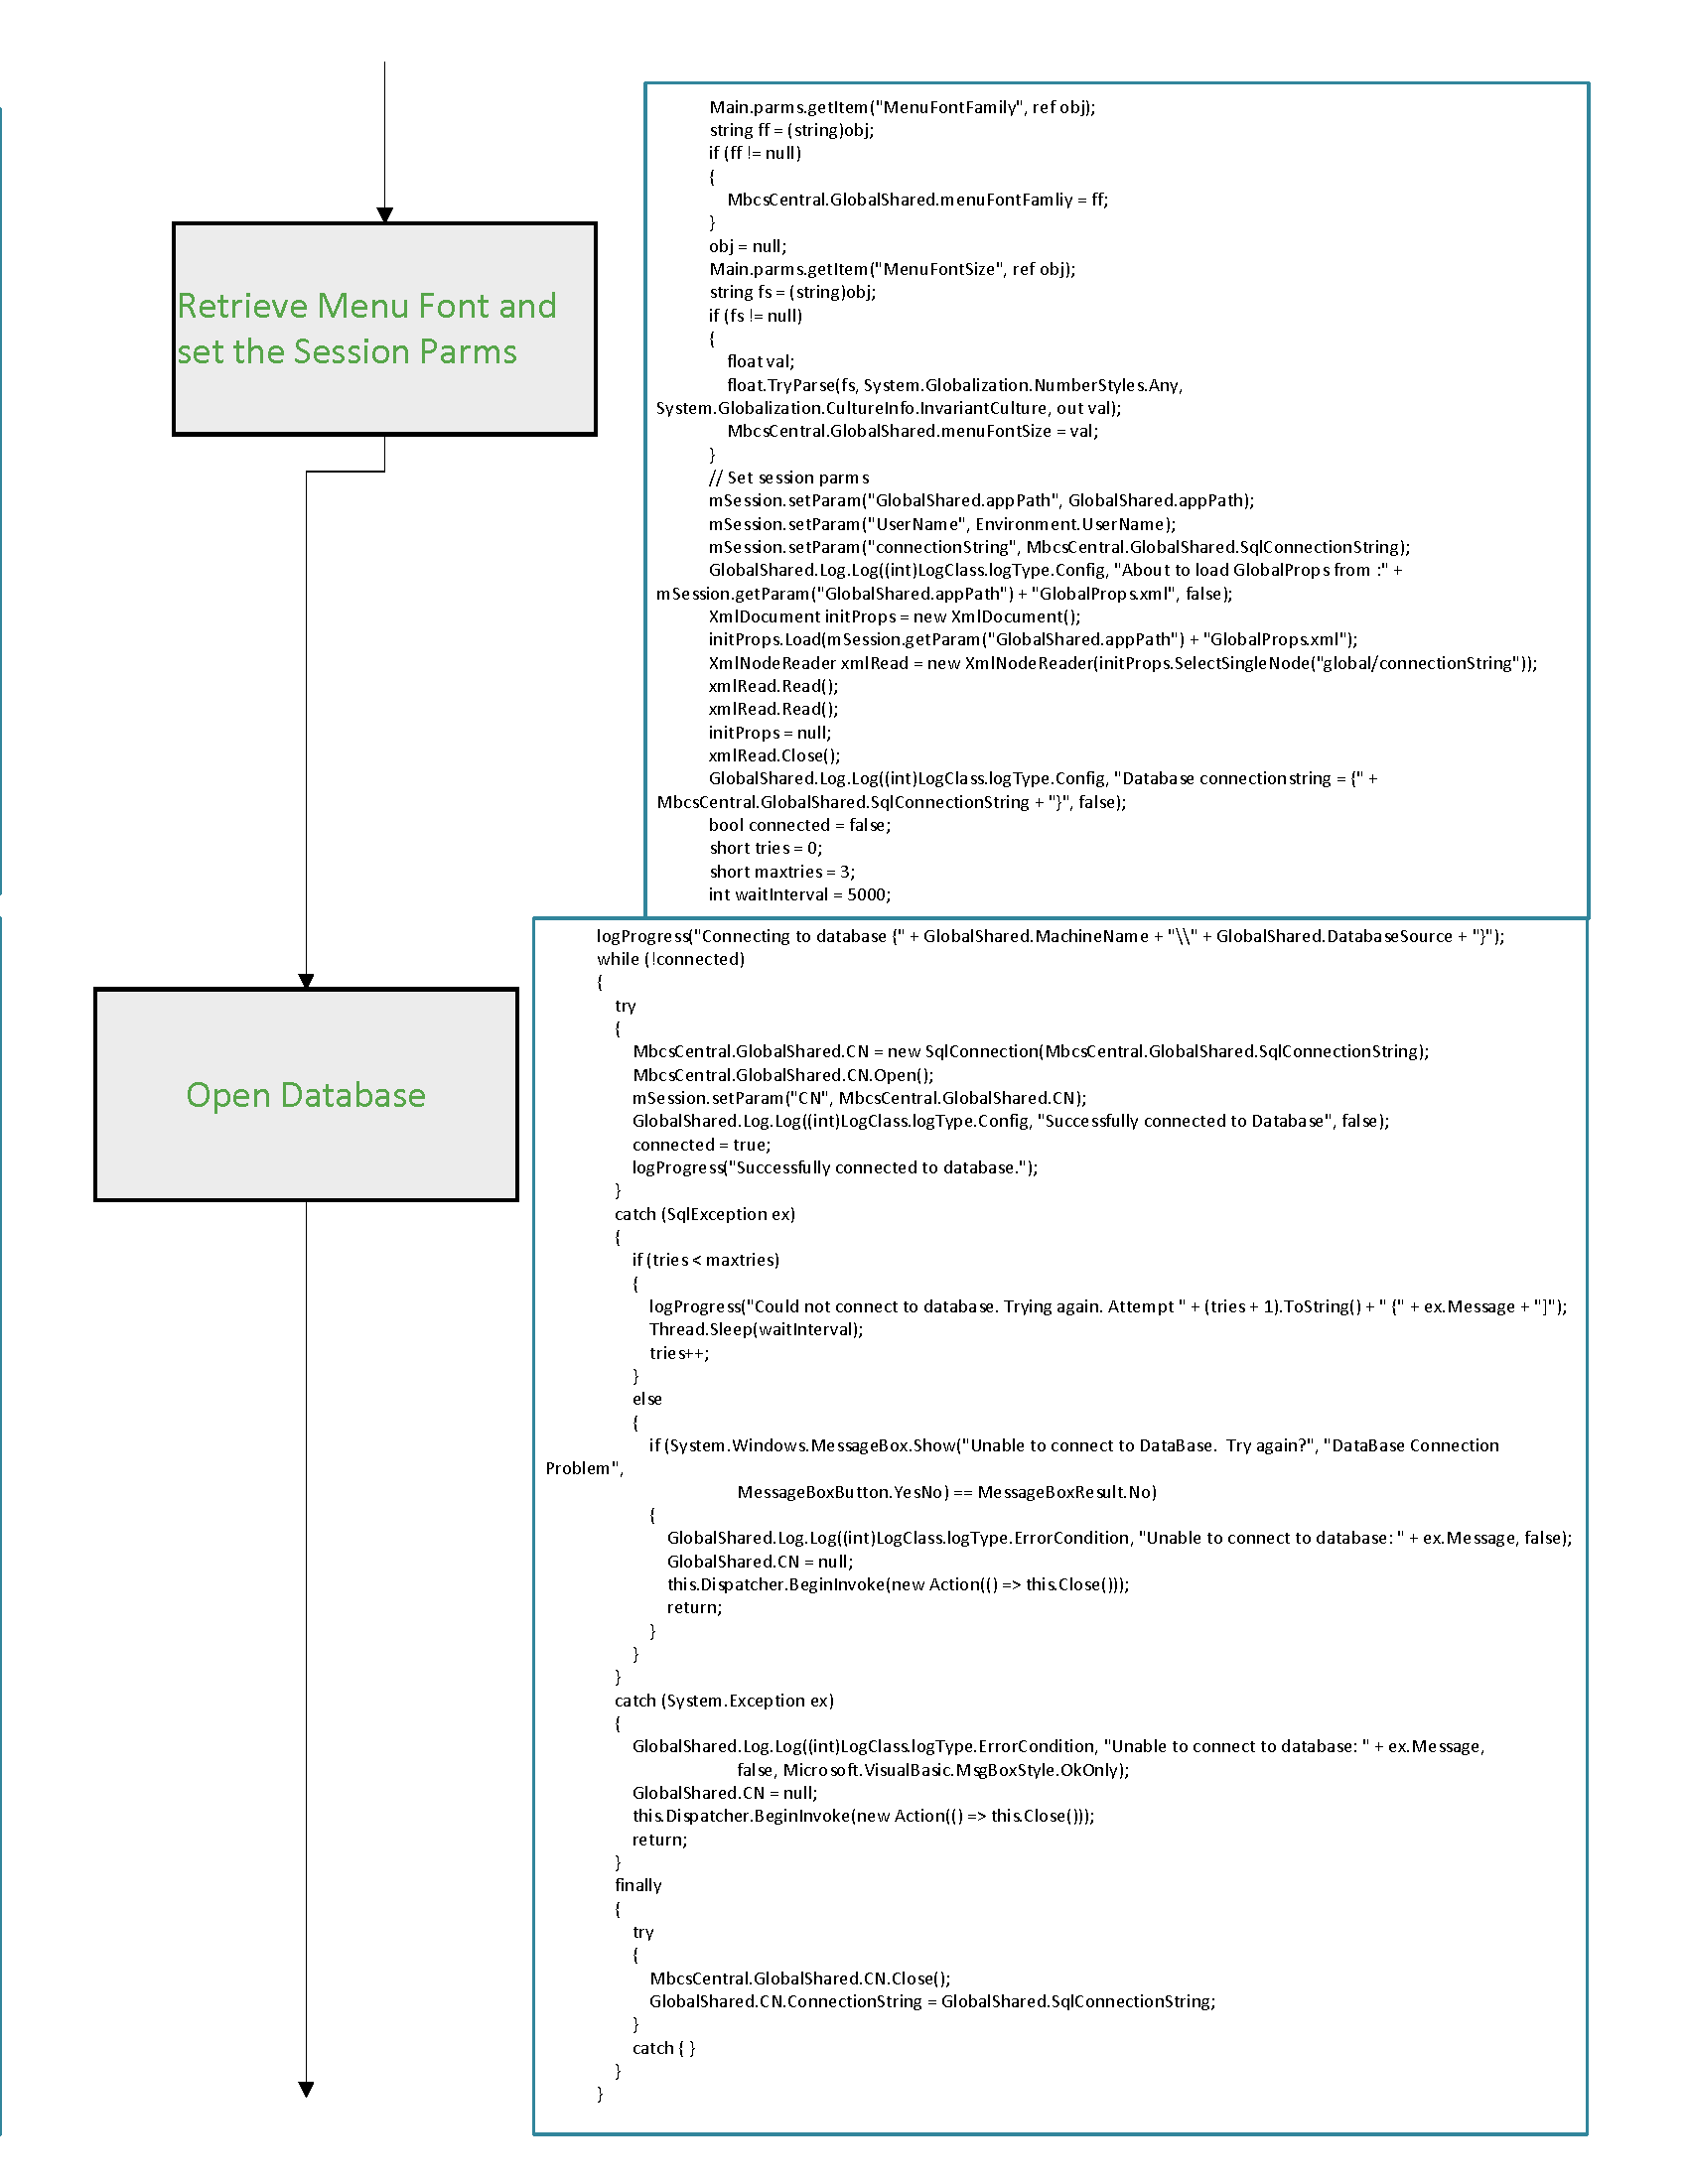 Retrieve Menu Font and
set the Session Parms
Main.parms.getItem("MenuFontFamily", ref obj);
string ff = (string)obj;
if (ff != null)
{
MbcsCentral.GlobalShared.menuFontFamliy = ff;
}
obj = null;
Main.parms.getItem("MenuFontSize", ref obj);
string fs = (string)obj;
if (fs != null)
{
float val;
float.TryParse(fs, System.Globalization.NumberStyles.Any,
System.Globalization.CultureInfo.InvariantCulture, out val);
MbcsCentral.GlobalShared.menuFontSize = val;
}
// Set session parms
mSession.setParam("GlobalShared.appPath", GlobalShared.appPath);
mSession.setParam("UserName", Environment.UserName);
mSession.setParam("connectionString", MbcsCentral.GlobalShared.SqlConnectionString);
GlobalShared.Log.Log((int)LogClass.logType.Config, "About to load GlobalProps from :" +
mSession.getParam("GlobalShared.appPath") + "GlobalProps.xml", false);
XmlDocument initProps = new XmlDocument();
initProps.Load(mSession.getParam("GlobalShared.appPath") + "GlobalProps.xml");
XmlNodeReader xmlRead = new XmlNodeReader(initProps.SelectSingleNode("global/connectionString"));
xmlRead.Read();
xmlRead.Read();
initProps = null;
xmlRead.Close();
GlobalShared.Log.Log((int)LogClass.logType.Config, "Database connectionstring = {" +
MbcsCentral.GlobalShared.SqlConnectionString + "}", false);
bool connected = false;
short tries = 0;
short maxtries = 3;
int waitInterval = 5000;
Open Database
logProgress("Connecting to database {" + GlobalShared.MachineName + "\\" + GlobalShared.DatabaseSource + "}");
while (!connected)
{
try
{
MbcsCentral.GlobalShared.CN = new SqlConnection(MbcsCentral.GlobalShared.SqlConnectionString);
MbcsCentral.GlobalShared.CN.Open();
mSession.setParam("CN", MbcsCentral.GlobalShared.CN);
GlobalShared.Log.Log((int)LogClass.logType.Config, "Successfully connected to Database", false);
connected = true;
logProgress("Successfully connected to database.");
}
catch (SqlException ex)
{
if (tries < maxtries)
{
logProgress("Could not connect to database. Trying again. Attempt " + (tries + 1).ToString() + " {" + ex.Message + "]");
Thread.Sleep(waitInterval);
tries++;
}
else
{
if (System.Windows.MessageBox.Show("Unable to connect to DataBase.  Try again?", "DataBase Connection
Problem",
MessageBoxButton.YesNo) == MessageBoxResult.No)
{
GlobalShared.Log.Log((int)LogClass.logType.ErrorCondition, "Unable to connect to database: " + ex.Message, false);
GlobalShared.CN = null;
this.Dispatcher.BeginInvoke(new Action(() => this.Close()));
return;
}
}
}
catch (System.Exception ex)
{
GlobalShared.Log.Log((int)LogClass.logType.ErrorCondition, "Unable to connect to database: " + ex.Message,
false, Microsoft.VisualBasic.MsgBoxStyle.OkOnly);
GlobalShared.CN = null;
this.Dispatcher.BeginInvoke(new Action(() => this.Close()));
return;
}
finally
{
try
{
MbcsCentral.GlobalShared.CN.Close();
GlobalShared.CN.ConnectionString = GlobalShared.SqlConnectionString;
}
catch { }
}
}